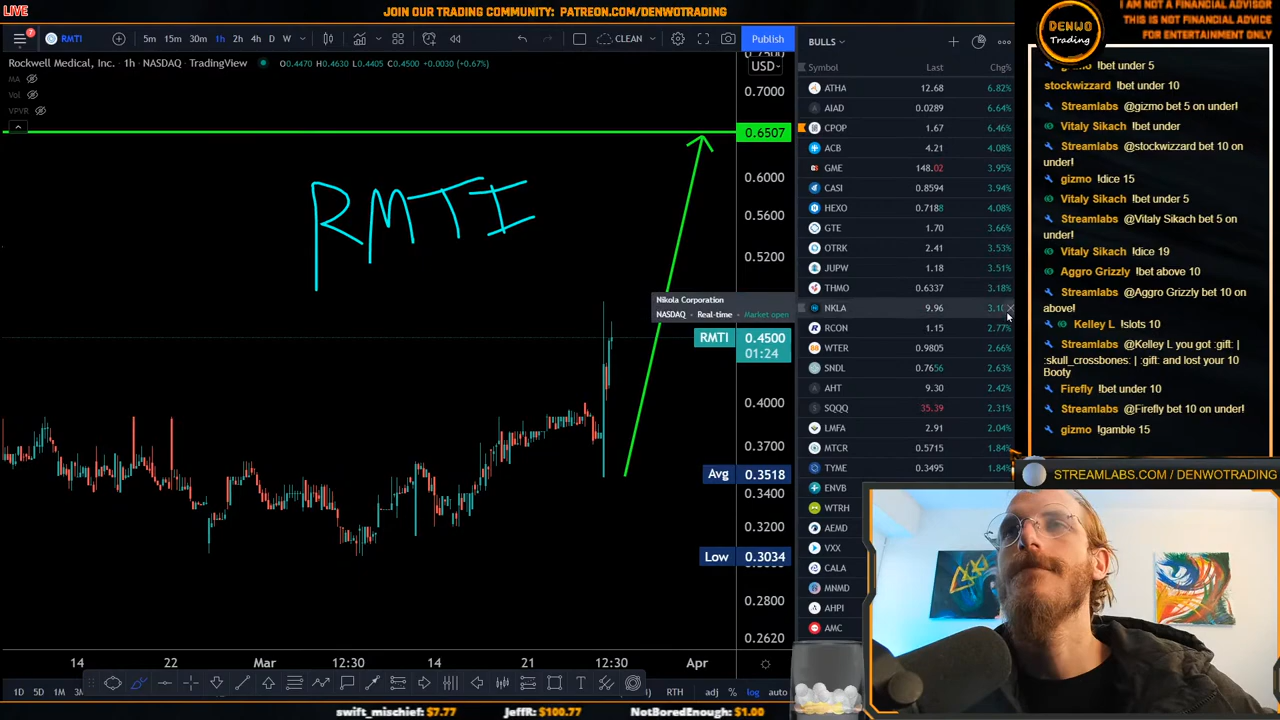 LIVE
JOIN OUR TRADING COMMUNITY: PATREON.COM/DENWOTRADING
I AM NOT A FINANCIAL ADVISOR
THIS IS NOT FINANCIAL ADVICE
FOR ENTERTAINMENT ONLY
DENWO
Trading
7
RMTI
5m 15m 30m 1h 2h 4h D W
CLEAN
Publish
Rockwell Medical, Inc. · 1h · NASDAQ · TradingView
O0.4470 H0.4630 L0.4405 C0.4500 +0.0030 (+0.67%)
MA
Vol
VPVR
USD
0.7000
0.6507
0.6000
0.5600
0.5200
RMTI 0.4500
01:24
0.4000
0.3700
Avg 0.3518
0.3400
0.3200
Low 0.3034
0.2800
0.2620
RMTI
Nikola Corporation
NASDAQ • Real-time • Market open
14 22 Mar 12:30 14 21 12:30 Apr
1D 5D 1M 3M
RTH adj % log auto
BULLS
Symbol Last Chg%
ATHA 12.68 6.82%
AIAD 0.0289 6.64%
CPOP 1.67 6.46%
ACB 4.21 4.08%
GME 148.02 3.95%
CASI 0.8594 3.94%
HEXO 0.7188 4.08%
GTE 1.70 3.66%
OTRK 2.41 3.53%
JUPW 1.18 3.51%
THMO 0.6337 3.18%
NKLA 9.96
RCON 1.15 2.77%
WTER 0.9805 2.66%
SNDL 0.7656 2.63%
AHT 9.30 2.42%
SQQQ 35.39 2.31%
LMFA 2.91 2.04%
MTCR 0.5715 1.84%
TYME 0.3495 1.84%
ENVB
WTRH
AEMD
VXX
CALA
MNMD
AHPI
AMC
gizmo !bet under 5
stockwizzard !bet under 10
Streamlabs @gizmo bet 5 on under!
Vitaly Sikach !bet under
Streamlabs @stockwizzard bet 10 on
under!
gizmo !dice 15
Vitaly Sikach !bet under 5
Streamlabs @Vitaly Sikach bet 5 on
under!
Vitaly Sikach !dice 19
Aggro Grizzly !bet above 10
Streamlabs @Aggro Grizzly bet 10 on
above!
Kelley L !slots 10
Streamlabs @Kelley L you got :gift: |
:skull_crossbones: | :gift: and lost your 10
Booty
Firefly !bet under 10
Streamlabs @Firefly bet 10 on under!
gizmo !gamble 15
STREAMLABS.COM / DENWOTRADING
swift_mischief: $7.77 JeffR: $100.77 NotBoredEnough: $1.00